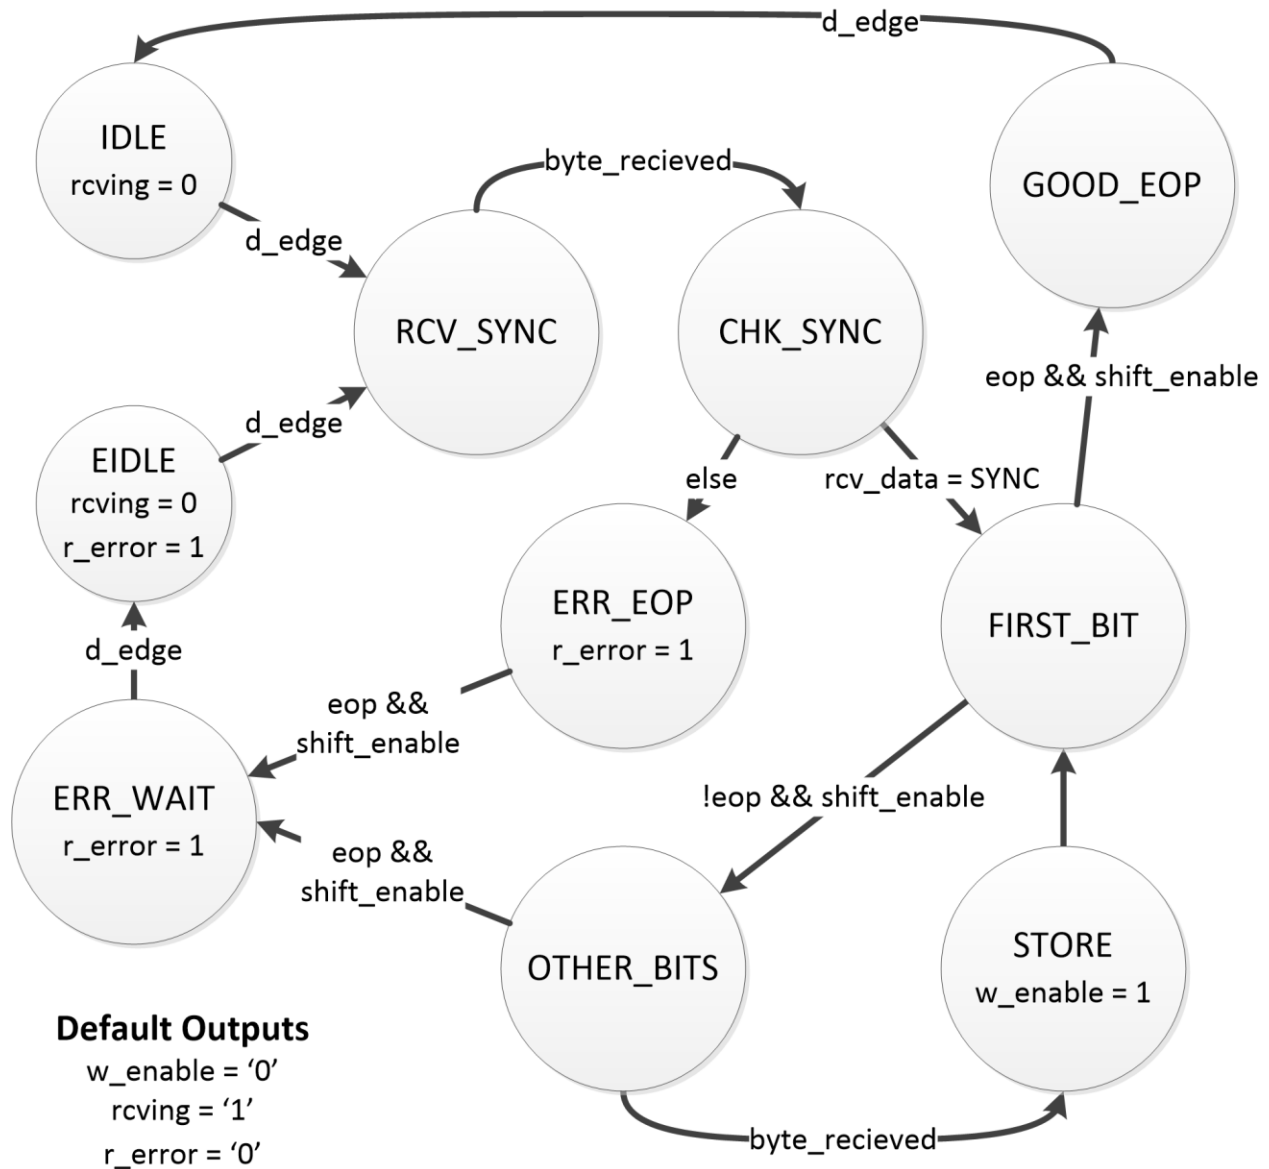 d_edge
IDLE
rcving = 0
byte_recieved
GOOD_EOP
d_edge
RCV_SYNC
CHK_SYNC
eop && shift_enable
d_edge
EIDLE
rcving = 0
r_error = 1
else
rcv_data = SYNC
ERR_EOP
r_error = 1
FIRST_BIT
d_edge
eop &&
shift_enable
ERR_WAIT
r_error = 1
!eop && shift_enable
eop &&
shift_enable
OTHER_BITS
STORE
w_enable = 1
Default Outputs
w_enable = ‘0’
rcving = ‘1’
r_error = ‘0’
byte_recieved